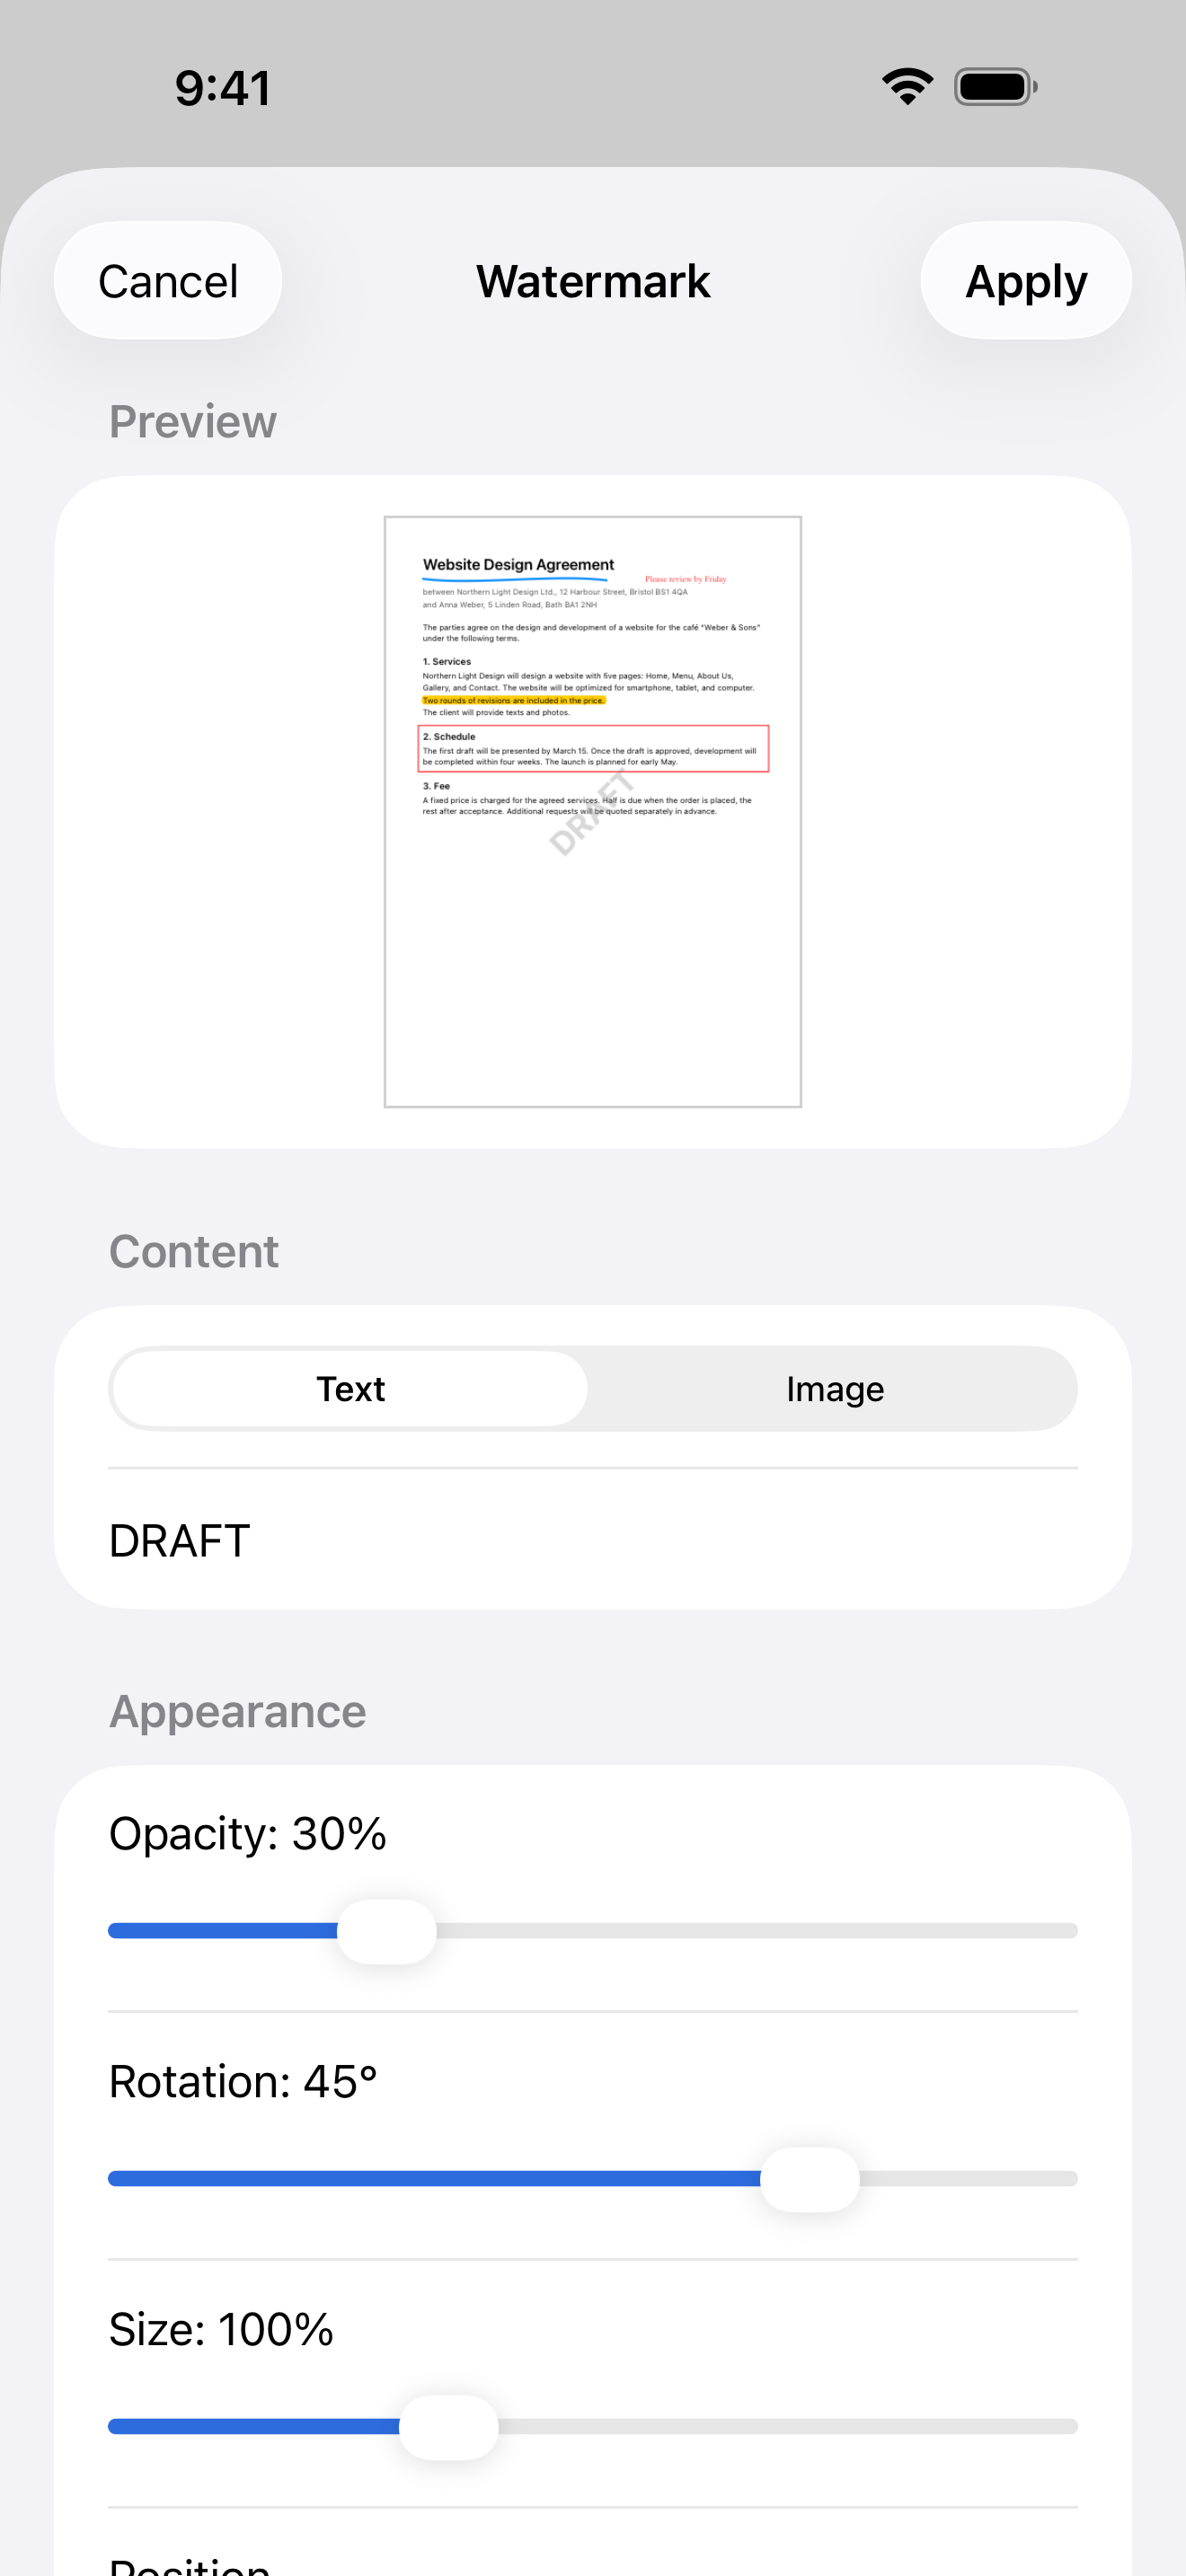 9:41
Cancel
Watermark
Apply
Preview
Website Design Agreement
Please review by Friday
between Northern Light Design Ltd., 12 Harbour Street, Bristol BS1 4QA
and Anna Weber, 5 Linden Road, Bath BA1 2NH
The parties agree on the design and development of a website for the café "Weber & Sons"
under the following terms.
1. Services
Northern Light Design will design a website with five pages: Home, Menu, About Us,
Gallery, and Contact. The website will be optimized for smartphone, tablet, and computer.
Two rounds of revisions are included in the price.
The client will provide texts and photos.
2. Schedule
The first draft will be presented by March 15. Once the draft is approved, development will
be completed within four weeks. The launch is planned for early May.
3. Fee
A fixed price is charged for the agreed services. Half is due when the order is placed, the
rest after acceptance. Additional requests will be quoted separately in advance.
DRAFT
Content
Text
Image
DRAFT
Appearance
Opacity: 30%
Rotation: 45°
Size: 100%
Position